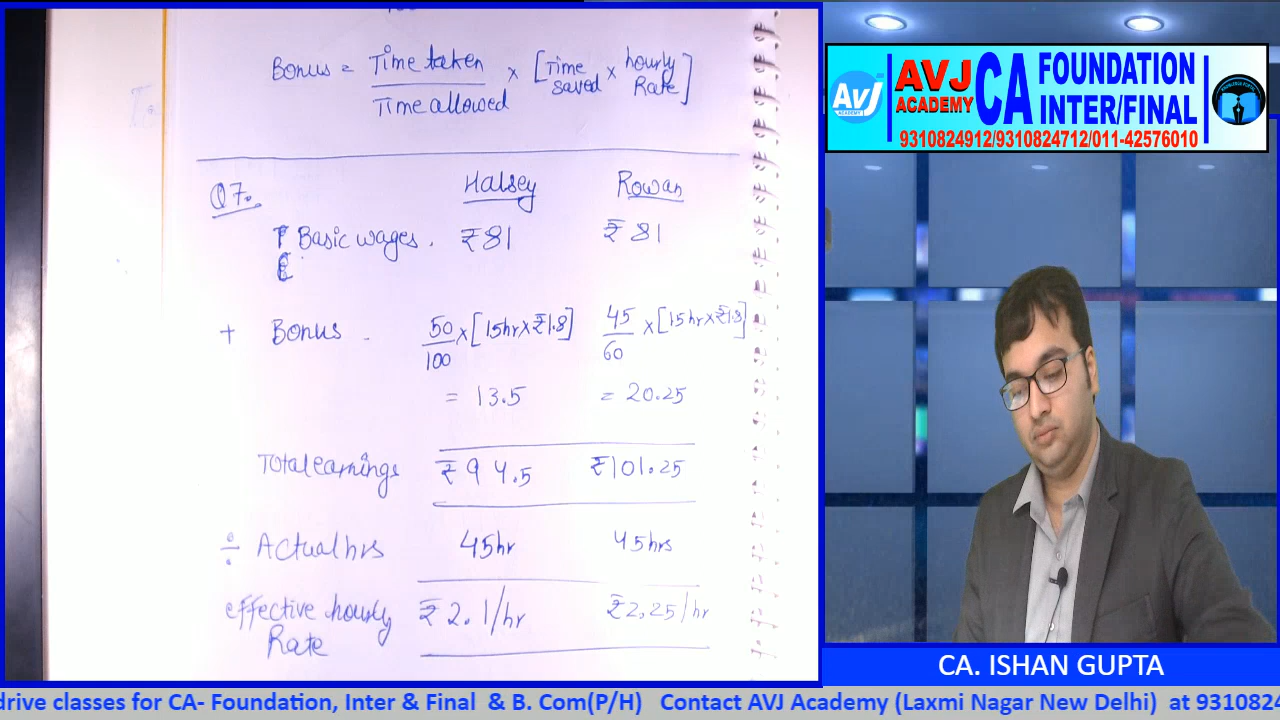 Bonus = Time taken / Time allowed × [Time saved × hourly Rate]
Q7. Halsey Rowan
Basic wages. ₹81 ₹81
+ Bonus 50/100 × [15hr × ₹1.8] 45/60 × [15hr × ₹1.8]
= 13.5 = 20.25
Total earnings ₹94.5 ₹101.25
÷ Actual hrs 45hr 45hrs
effective hourly Rate ₹2.1/hr ₹2.25/hr
AVJ ACADEMY
AVJ
ACADEMY
CA
FOUNDATION
INTER/FINAL
9310824912/9310824712/011-42576010
CA. ISHAN GUPTA
drive classes for CA- Foundation, Inter & Final & B. Com(P/H) Contact AVJ Academy (Laxmi Nagar New Delhi) at 931082